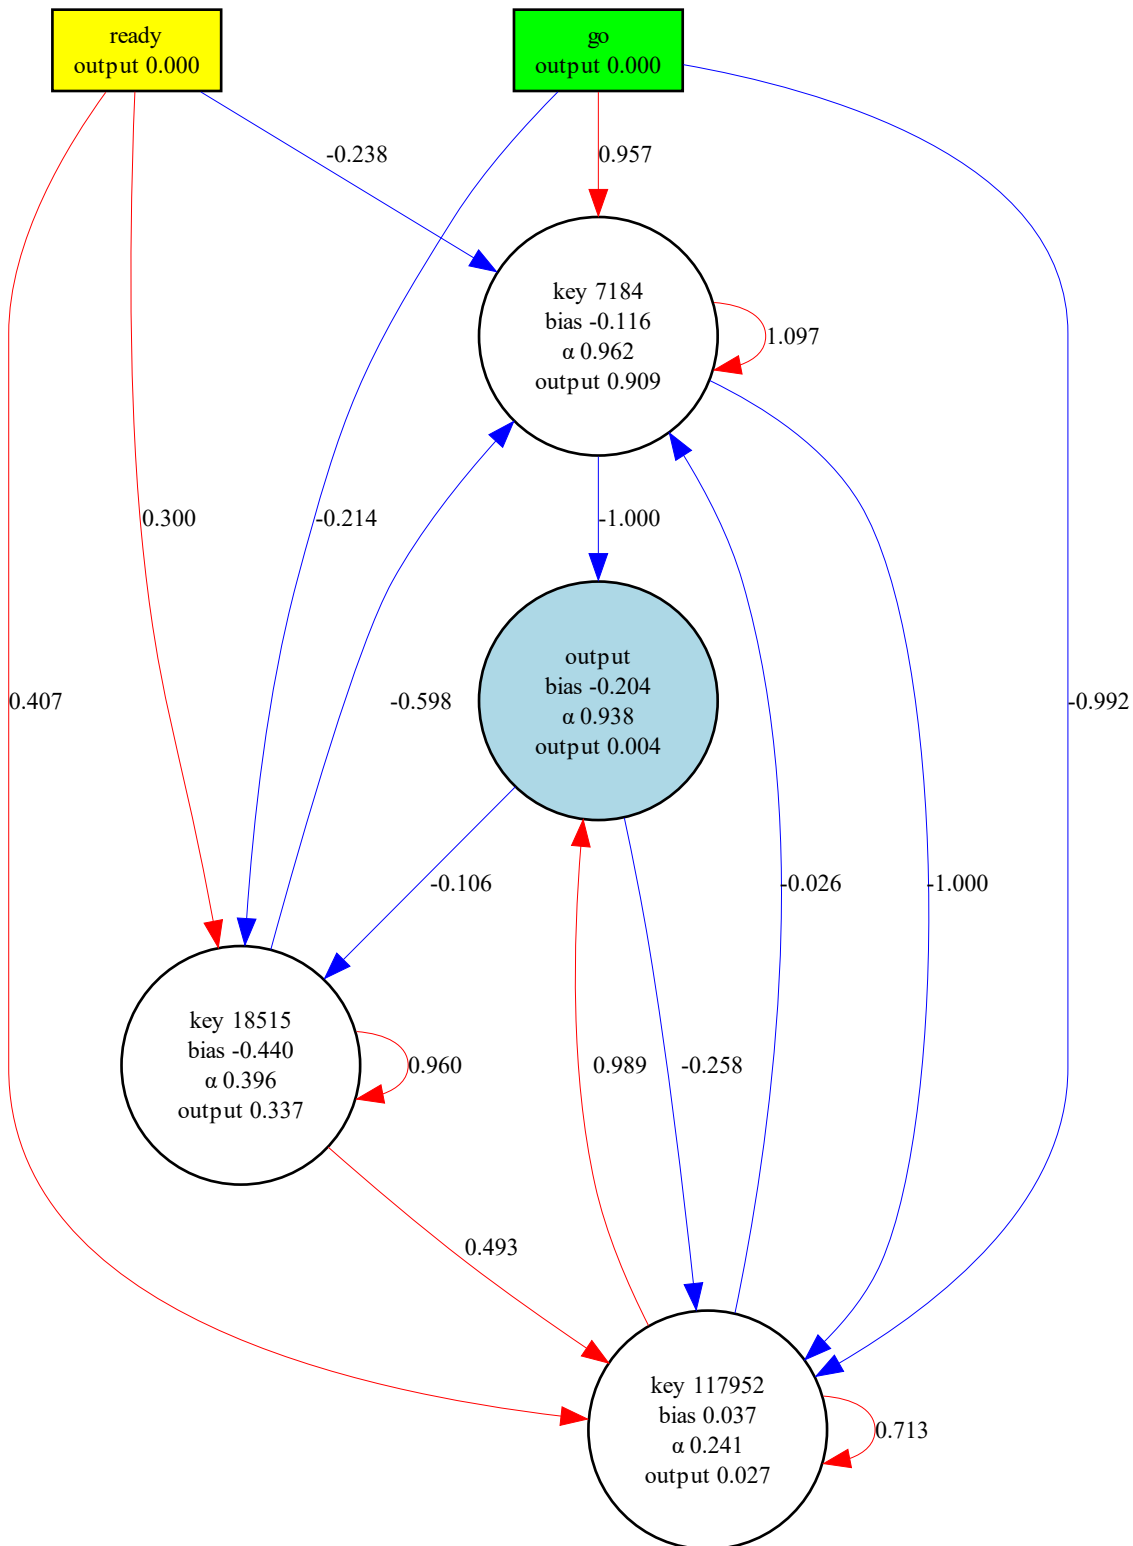 ready
output 0.000
go
output 0.000
-0.238
0.957
key 7184
bias -0.116
α 0.962
output 0.909
1.097
0.300
-0.214
-1.000
output
bias -0.204
α 0.938
output 0.004
0.407
-0.598
-0.992
-0.106
-0.026
-1.000
key 18515
bias -0.440
α 0.396
output 0.337
0.960
0.989
-0.258
0.493
key 117952
bias 0.037
α 0.241
output 0.027
0.713